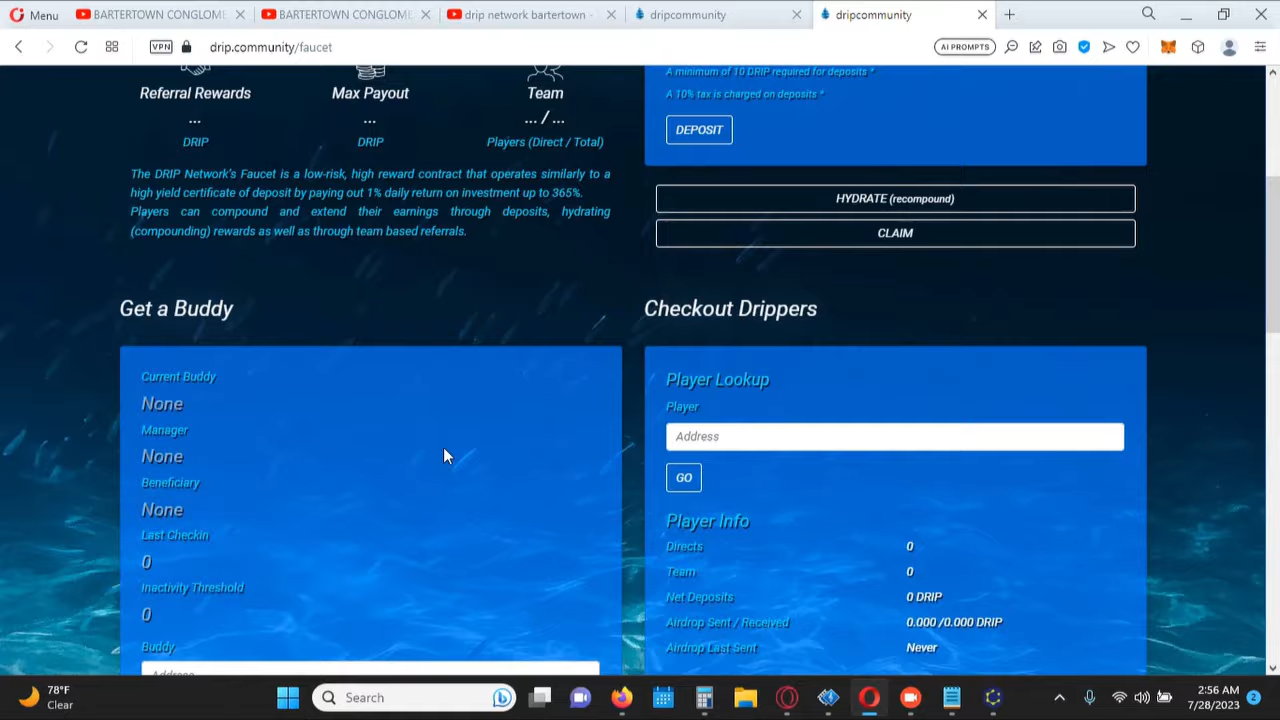 Menu
BARTERTOWN CONGLOME
BARTERTOWN CONGLOME
drip network bartertown -
dripcommunity
dripcommunity
VPN
drip.community/faucet
AI PROMPTS
Referral Rewards
Max Payout
Team
...
...
... / ...
DRIP
DRIP
Players (Direct / Total)
The DRIP Network's Faucet is a low-risk, high reward contract that operates similarly to a
high yield certificate of deposit by paying out 1% daily return on investment up to 365%.
Players can compound and extend their earnings through deposits, hydrating
(compounding) rewards as well as through team based referrals.
A minimum of 10 DRIP required for deposits *
A 10% tax is charged on deposits *
DEPOSIT
HYDRATE (recompound)
CLAIM
Get a Buddy
Current Buddy
None
Manager
None
Beneficiary
None
Last Checkin
0
Inactivity Threshold
0
Buddy
Address
Checkout Drippers
Player Lookup
Player
Address
GO
Player Info
Directs 0
Team 0
Net Deposits 0 DRIP
Airdrop Sent / Received 0.000 /0.000 DRIP
Airdrop Last Sent Never
78°F
Clear
Search
2:56 AM
7/28/2023
2